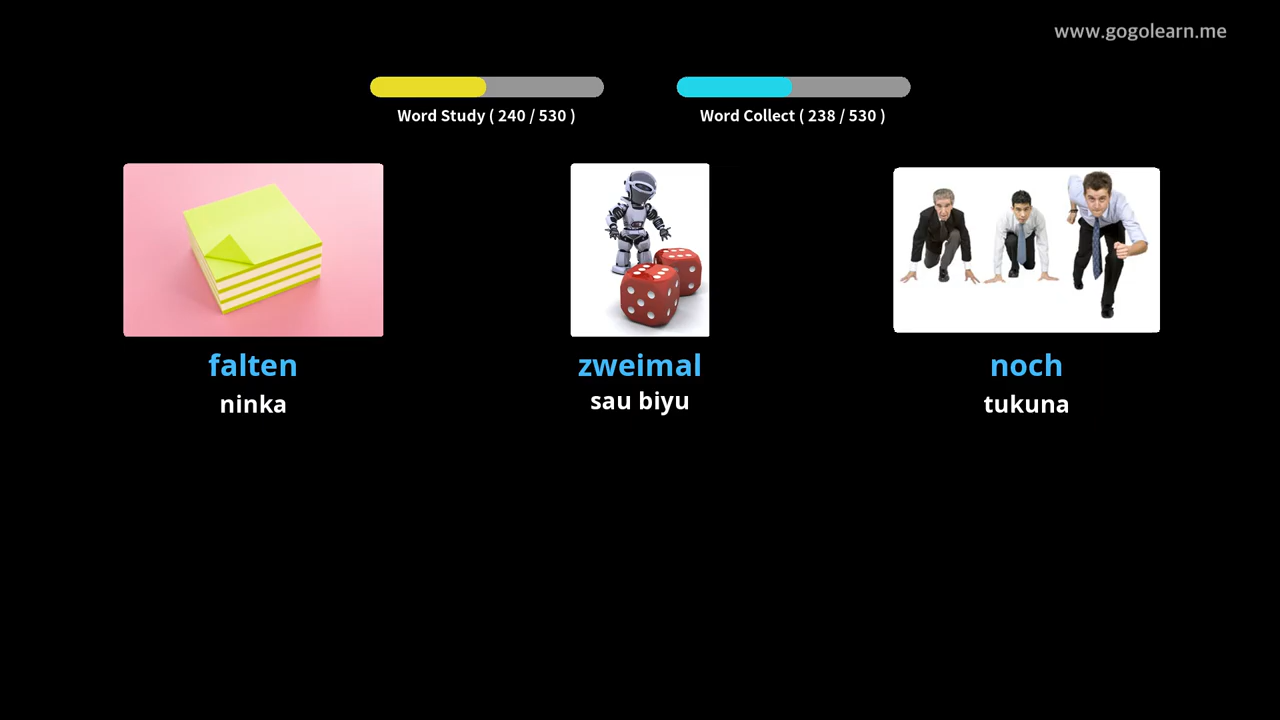 www.gogolearn.me
Word Study ( 240 / 530 )
Word Collect ( 238 / 530 )
falten
ninka
zweimal
sau biyu
noch
tukuna